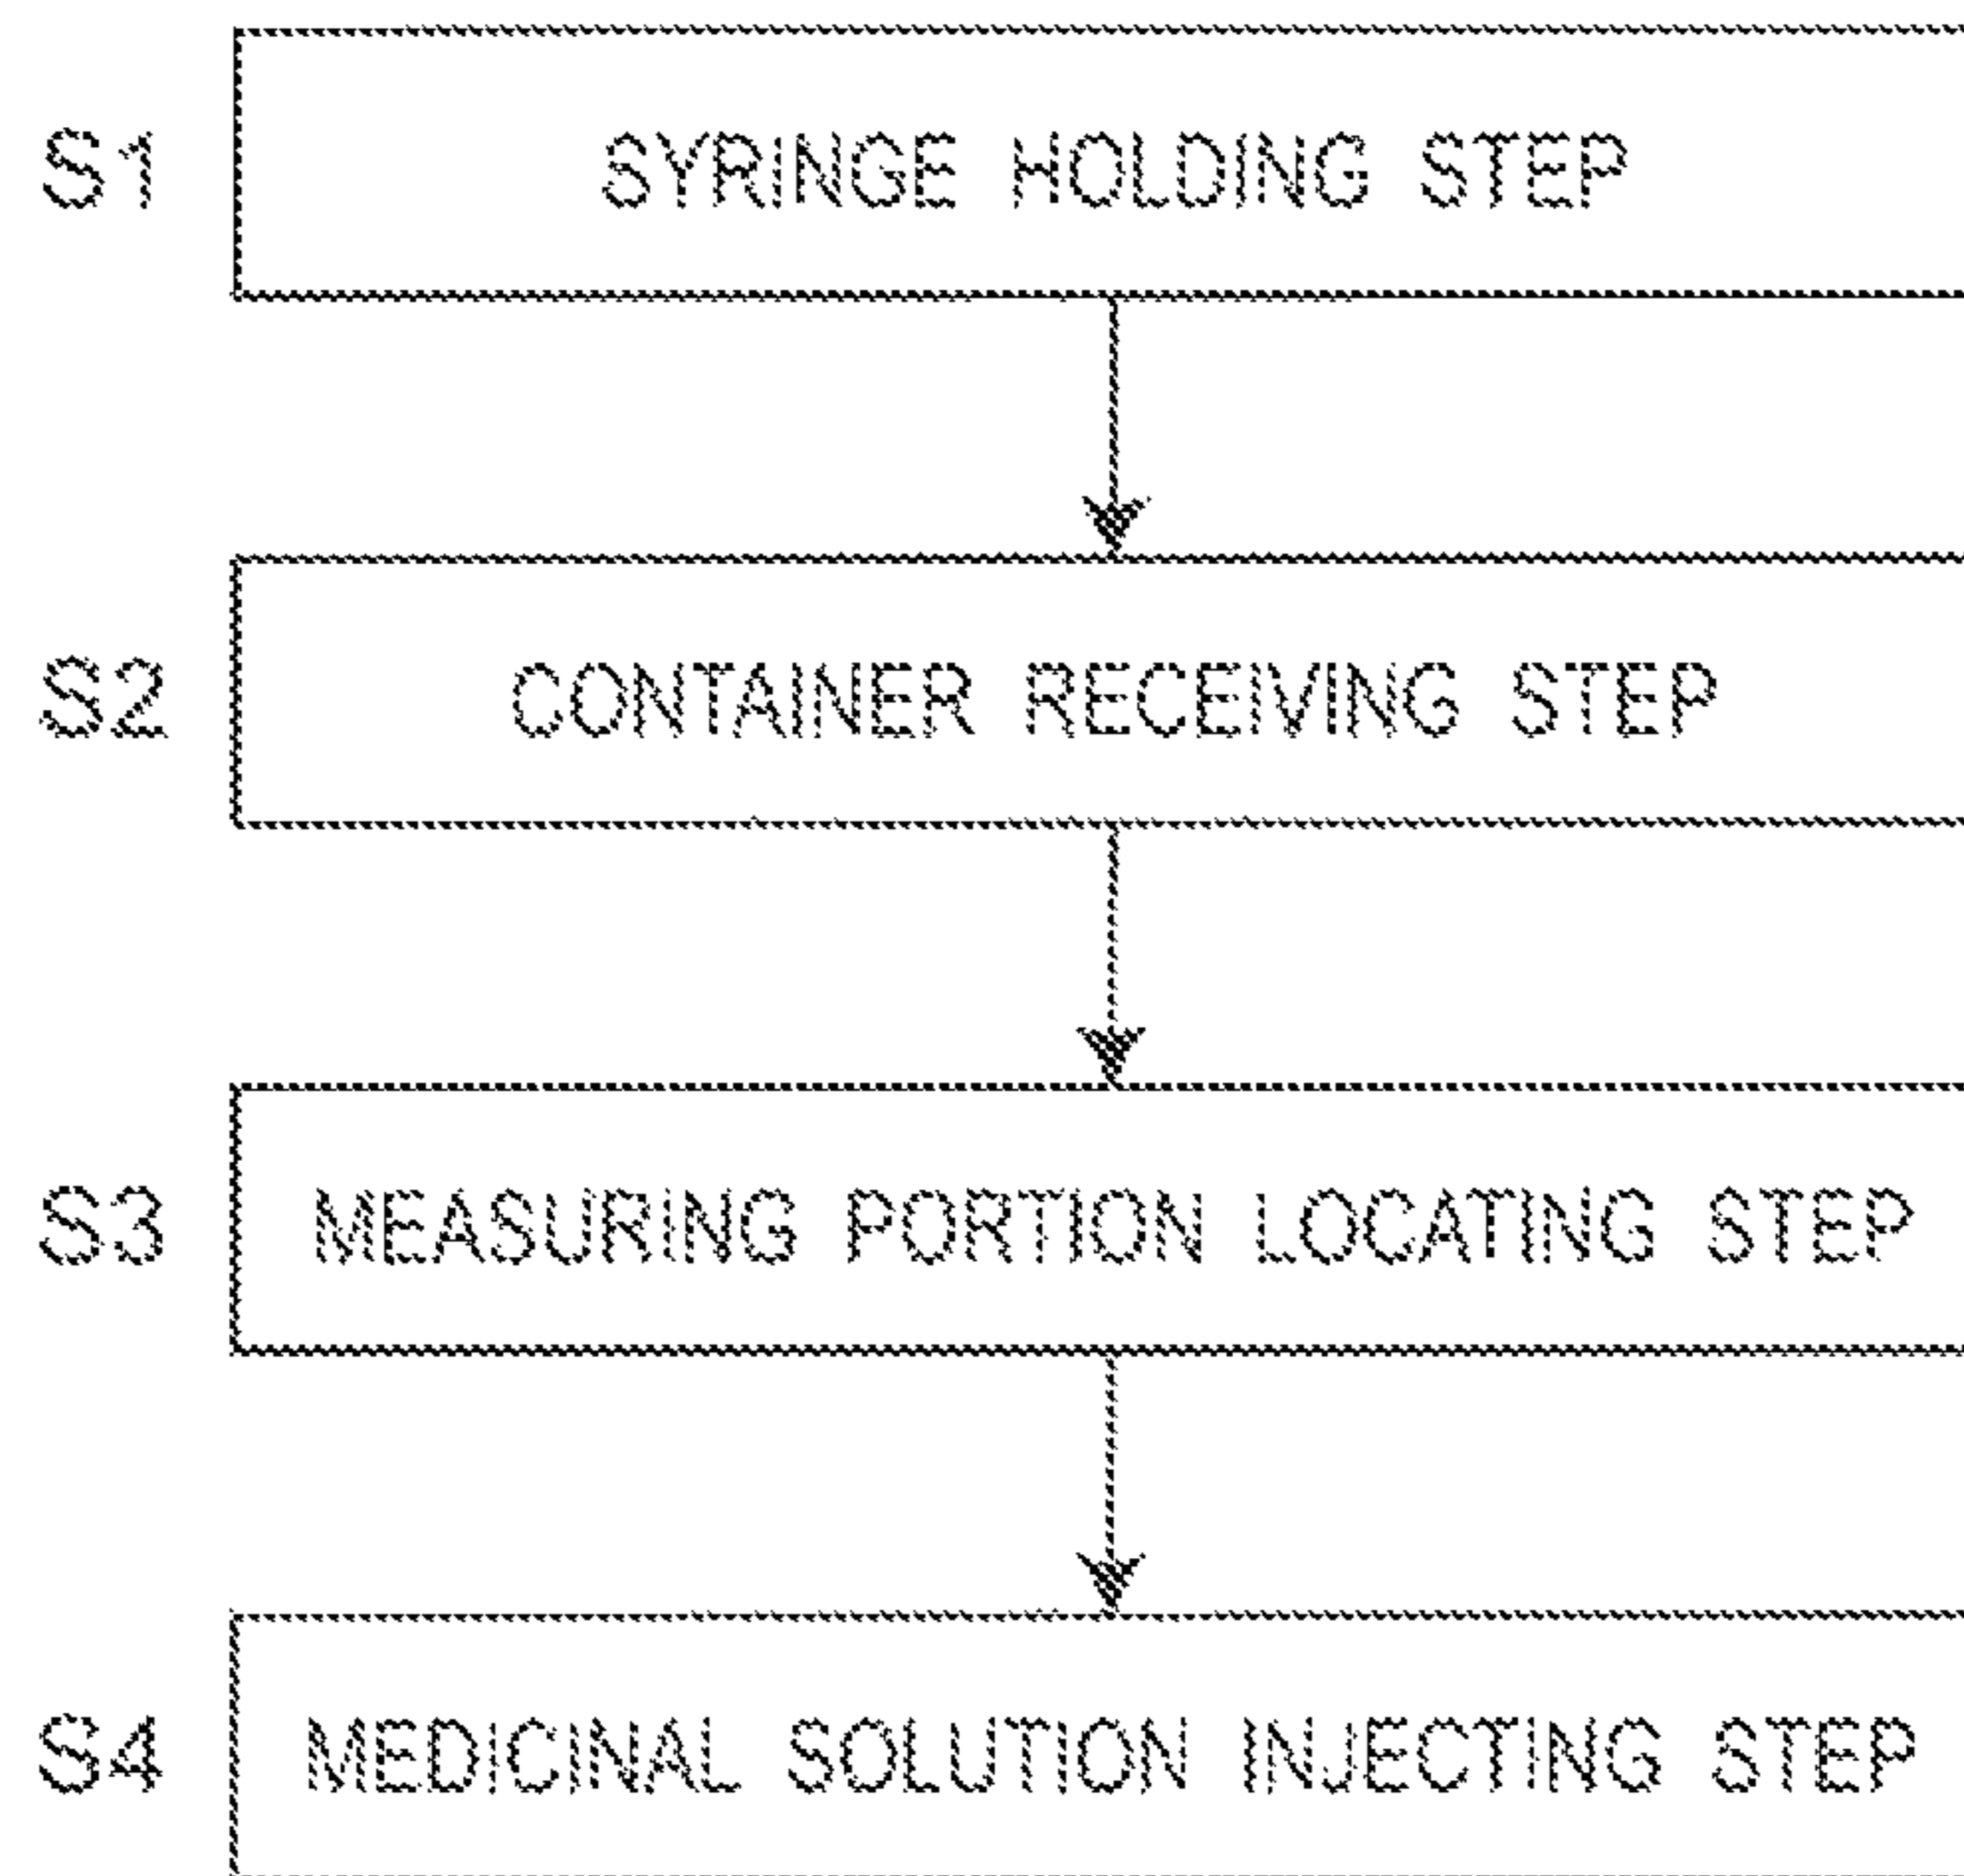 S1 SYRINGE HOLDING STEP
S2 CONTAINER RECEIVING STEP
S3 MEASURING PORTION LOCATING STEP
S4 MEDICINAL SOLUTION INJECTING STEP